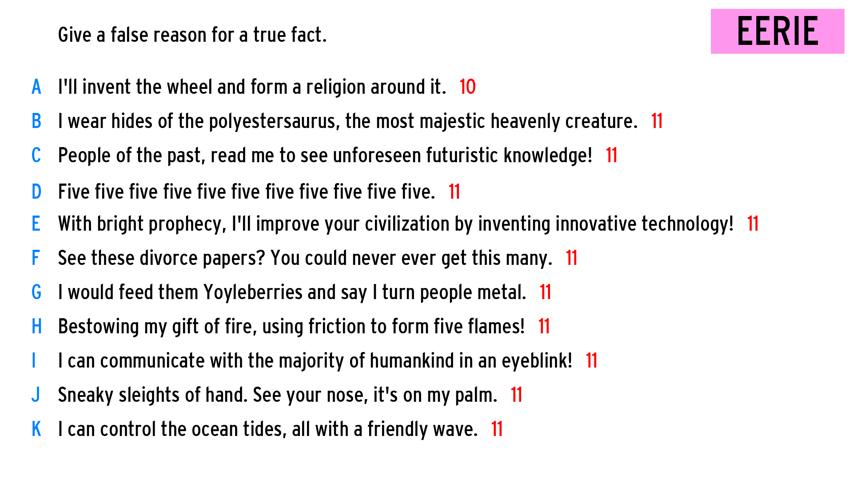 Give a false reason for a true fact.
EERIE
A I'll invent the wheel and form a religion around it. 10
B I wear hides of the polyestersaurus, the most majestic heavenly creature. 11
C People of the past, read me to see unforeseen futuristic knowledge! 11
D Five five five five five five five five five five five. 11
E With bright prophecy, I'll improve your civilization by inventing innovative technology! 11
F See these divorce papers? You could never ever get this many. 11
G I would feed them Yoyleberries and say I turn people metal. 11
H Bestowing my gift of fire, using friction to form five flames! 11
I I can communicate with the majority of humankind in an eyeblink! 11
J Sneaky sleights of hand. See your nose, it's on my palm. 11
K I can control the ocean tides, all with a friendly wave. 11